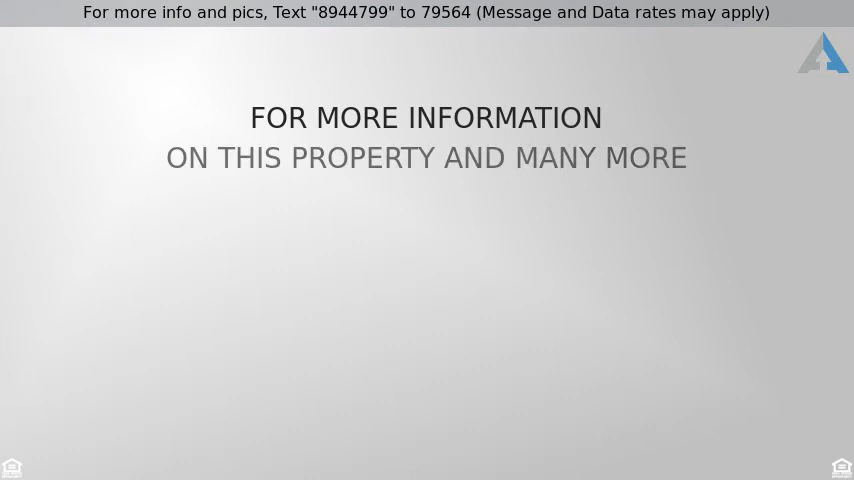 For more info and pics, Text "8944799" to 79564 (Message and Data rates may apply)
FOR MORE INFORMATION
ON THIS PROPERTY AND MANY MORE